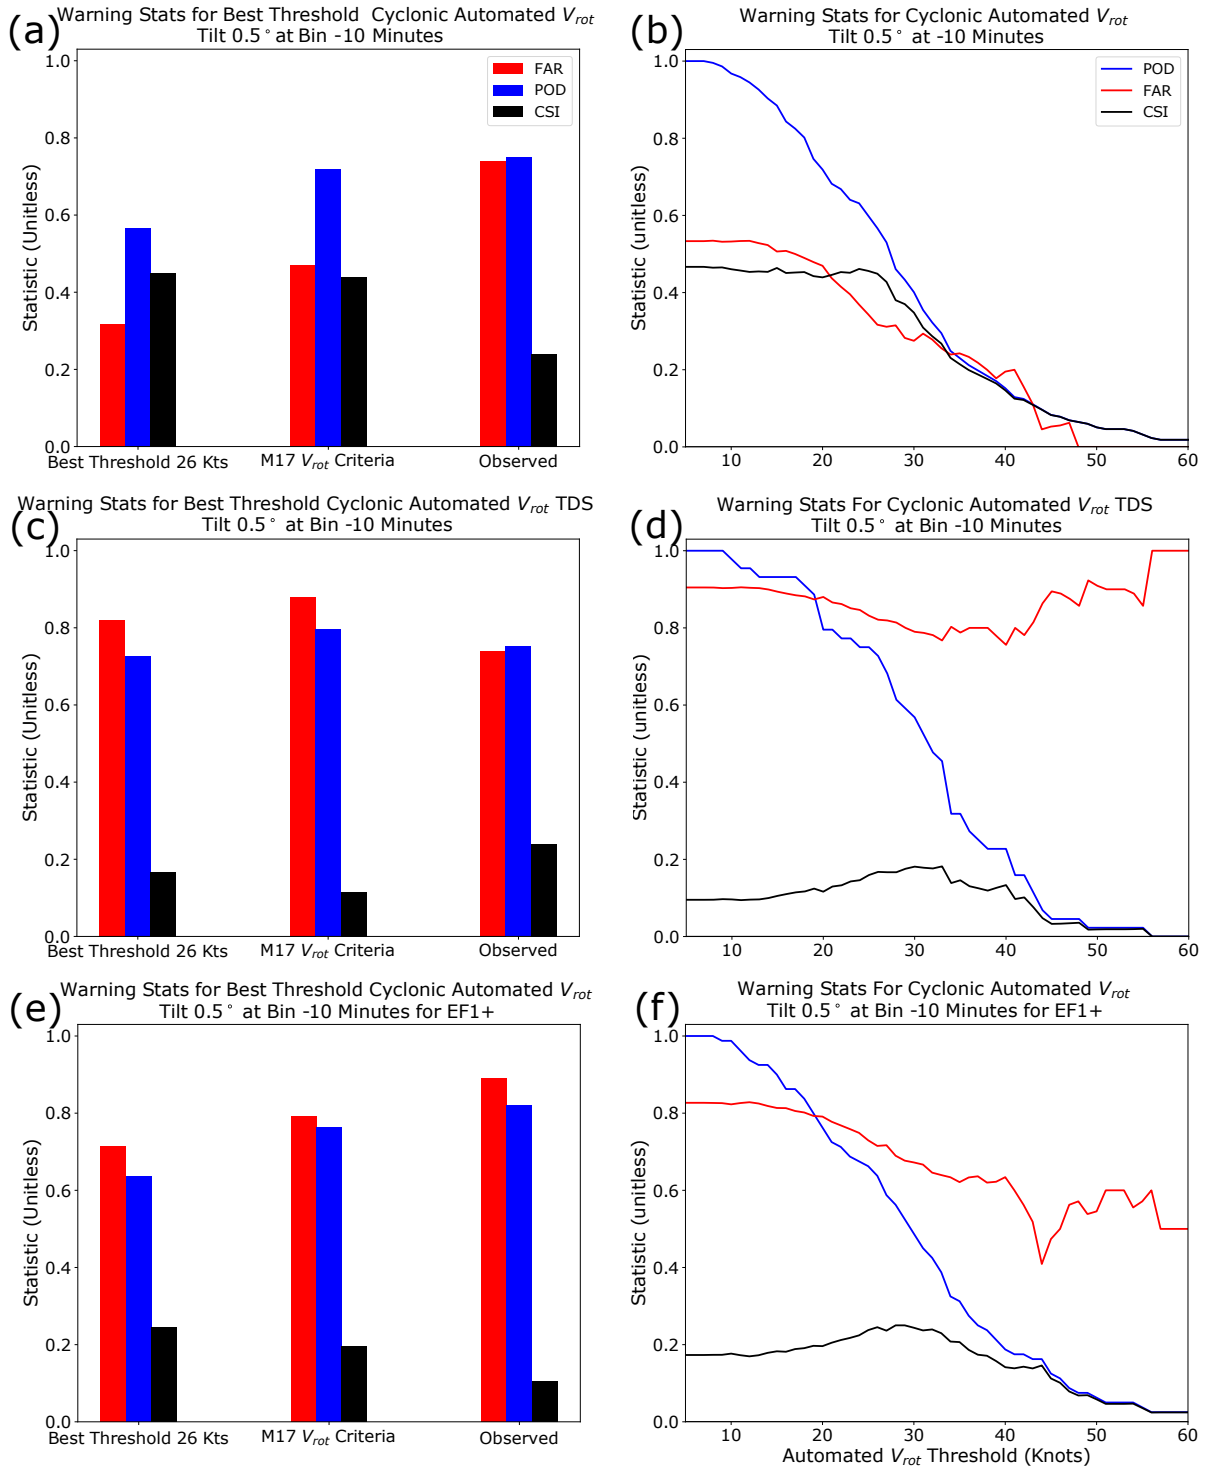 (a)
Warning Stats for Best Threshold Cyclonic Automated V_rot
Tilt 0.5° at Bin -10 Minutes
FAR
POD
CSI
Statistic (Unitless)
1.0
0.8
0.6
0.4
0.2
0.0
Best Threshold 26 Kts
M17 V_rot Criteria
Observed
(b)
Warning Stats for Cyclonic Automated V_rot
Tilt 0.5° at -10 Minutes
POD
FAR
CSI
Statistic (unitless)
1.0
0.8
0.6
0.4
0.2
0.0
10 20 30 40 50 60
(c)
Warning Stats for Best Threshold Cyclonic Automated V_rot TDS
Tilt 0.5° at Bin -10 Minutes
Statistic (Unitless)
1.0
0.8
0.6
0.4
0.2
0.0
Best Threshold 26 Kts
M17 V_rot Criteria
Observed
(d)
Warning Stats For Cyclonic Automated V_rot TDS
Tilt 0.5° at Bin -10 Minutes
Statistic (unitless)
1.0
0.8
0.6
0.4
0.2
0.0
10 20 30 40 50 60
(e)
Warning Stats for Best Threshold Cyclonic Automated V_rot
Tilt 0.5° at Bin -10 Minutes for EF1+
Statistic (Unitless)
1.0
0.8
0.6
0.4
0.2
0.0
Best Threshold 26 Kts
M17 V_rot Criteria
Observed
(f)
Warning Stats For Cyclonic Automated V_rot
Tilt 0.5° at Bin -10 Minutes for EF1+
Statistic (unitless)
1.0
0.8
0.6
0.4
0.2
0.0
10 20 30 40 50 60
Automated V_rot Threshold (Knots)